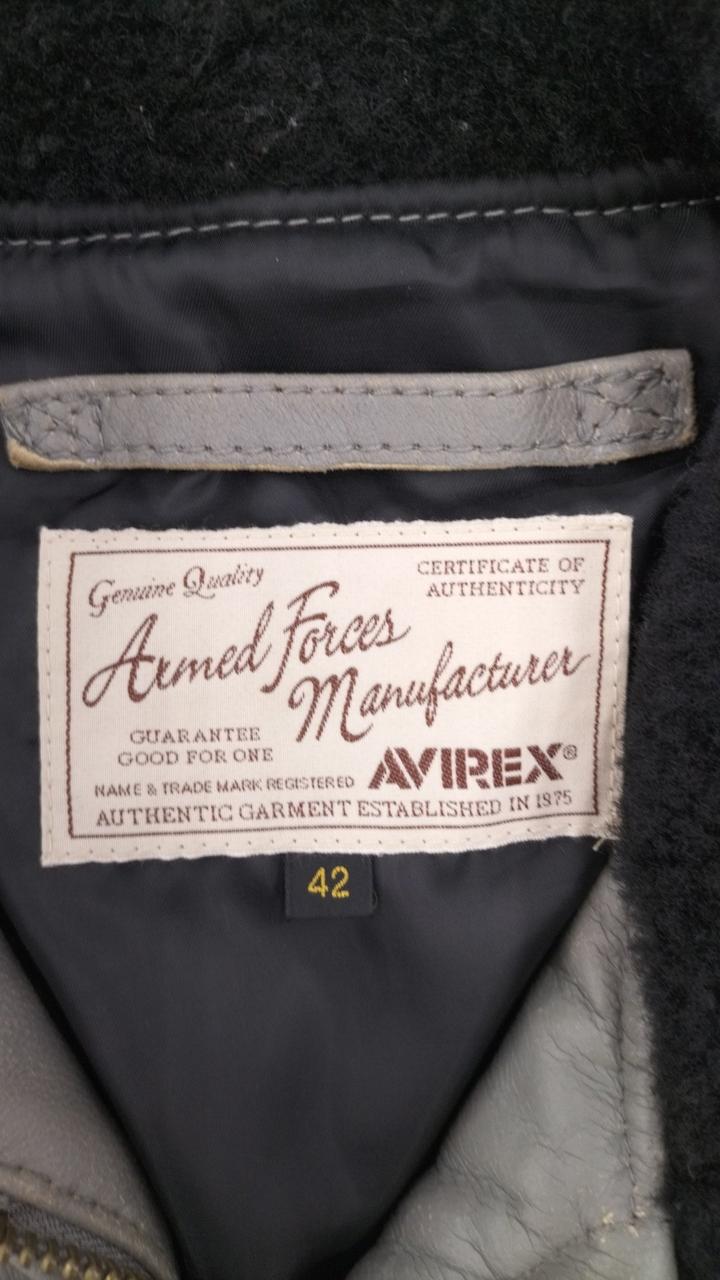 Genuine Quality
CERTIFICATE OF
AUTHENTICITY
Armed Forces
Manufacturer
GUARANTEE
GOOD FOR ONE
AVIREX®
NAME & TRADE MARK REGISTERED
AUTHENTIC GARMENT ESTABLISHED IN 1975
42